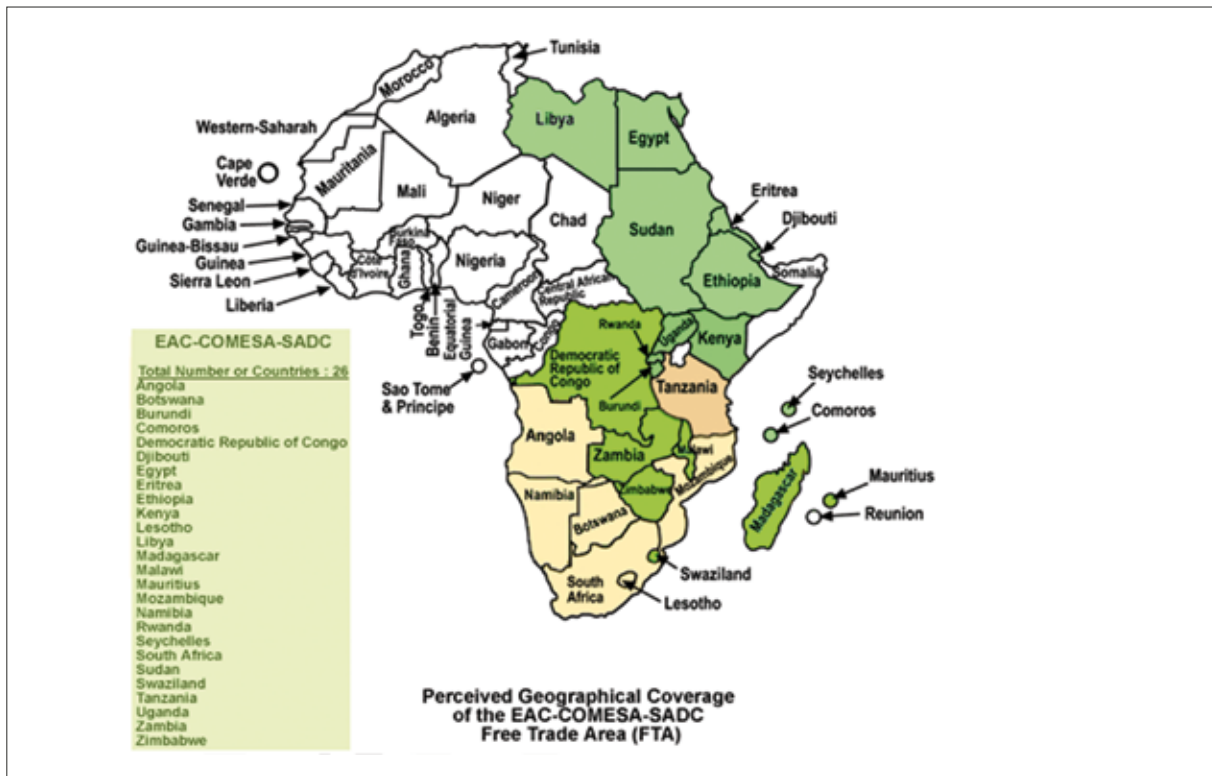 Tunisia
Morocco
Algeria
Libya
Egypt
Western-Saharah
Cape
Verde
Mauritania
Mali
Niger
Chad
Sudan
Eritrea
Djibouti
Senegal
Gambia
Guinea-Bissau
Guinea
Sierra Leon
Liberia
Burkina
Faso
Côte
d'Ivoire
Ghana
Togo
Benin
Nigeria
Cameroon
Central African
Republic
Ethiopia
Somalia
Equatorial
Guinea
Gabon
Congo
Sao Tome
& Principe
Rwanda
Uganda
Kenya
Democratic
Republic of
Congo
Burundi
Tanzania
Seychelles
Comoros
Angola
Zambia
Malawi
Mozambique
Zimbabwe
Namibia
Botswana
Madagascar
Mauritius
Reunion
South
Africa
Swaziland
Lesotho
EAC-COMESA-SADC
Total Number or Countries : 26
Angola
Botswana
Burundi
Comoros
Democratic Republic of Congo
Djibouti
Egypt
Eritrea
Ethiopia
Kenya
Lesotho
Libya
Madagascar
Malawi
Mauritius
Mozambique
Namibia
Rwanda
Seychelles
South Africa
Sudan
Swaziland
Tanzania
Uganda
Zambia
Zimbabwe
Perceived Geographical Coverage
of the EAC-COMESA-SADC
Free Trade Area (FTA)